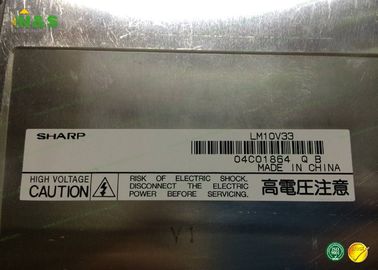 SHARP
LM10V33
04C01864 Q B
MADE IN CHINA
HIGH VOLTAGE
CAUTION
RISK OF ELECTRIC SHOCK.
DISCONNECT THE ELECTRIC
POWER BEFORE SERVICING.
高電圧注意
Y1